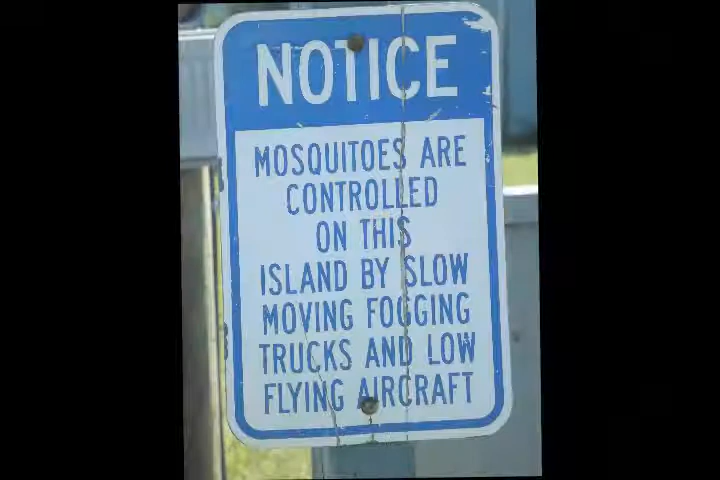 NOTICE
MOSQUITOES ARE
CONTROLLED
ON THIS
ISLAND BY SLOW
MOVING FOGGING
TRUCKS AND LOW
FLYING AIRCRAFT